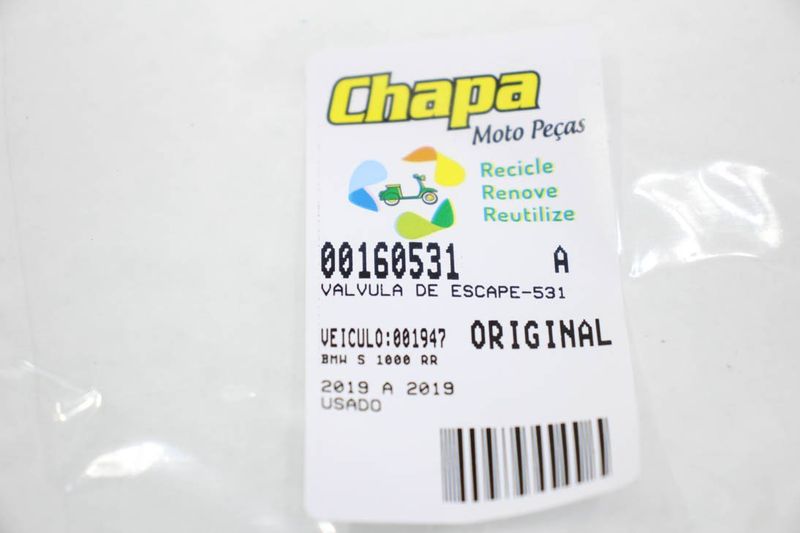 Chapa
Moto Peças
Recicle
Renove
Reutilize
00160531 A
VALVULA DE ESCAPE-531
VEICULO:001947 ORIGINAL
BMW S 1000 RR
2019 A 2019
USADO